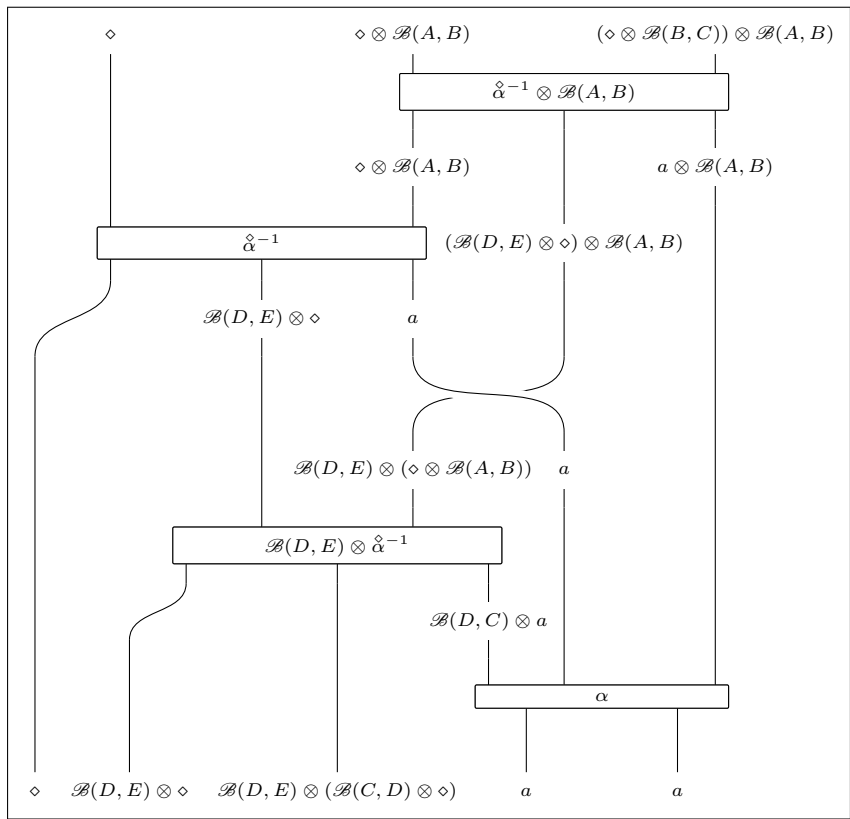 ⋄ ⋄ ⊗ ℬ(A, B) (⋄ ⊗ ℬ(B, C)) ⊗ ℬ(A, B)
α̂^⋄−1 ⊗ ℬ(A, B)
⋄ ⊗ ℬ(A, B) a ⊗ ℬ(A, B)
α̂^⋄−1 (ℬ(D, E) ⊗ ⋄) ⊗ ℬ(A, B)
ℬ(D, E) ⊗ ⋄ a
ℬ(D, E) ⊗ (⋄ ⊗ ℬ(A, B)) a
ℬ(D, E) ⊗ α̂^⋄−1
ℬ(D, C) ⊗ a
α
⋄ ℬ(D, E) ⊗ ⋄ ℬ(D, E) ⊗ (ℬ(C, D) ⊗ ⋄) a a